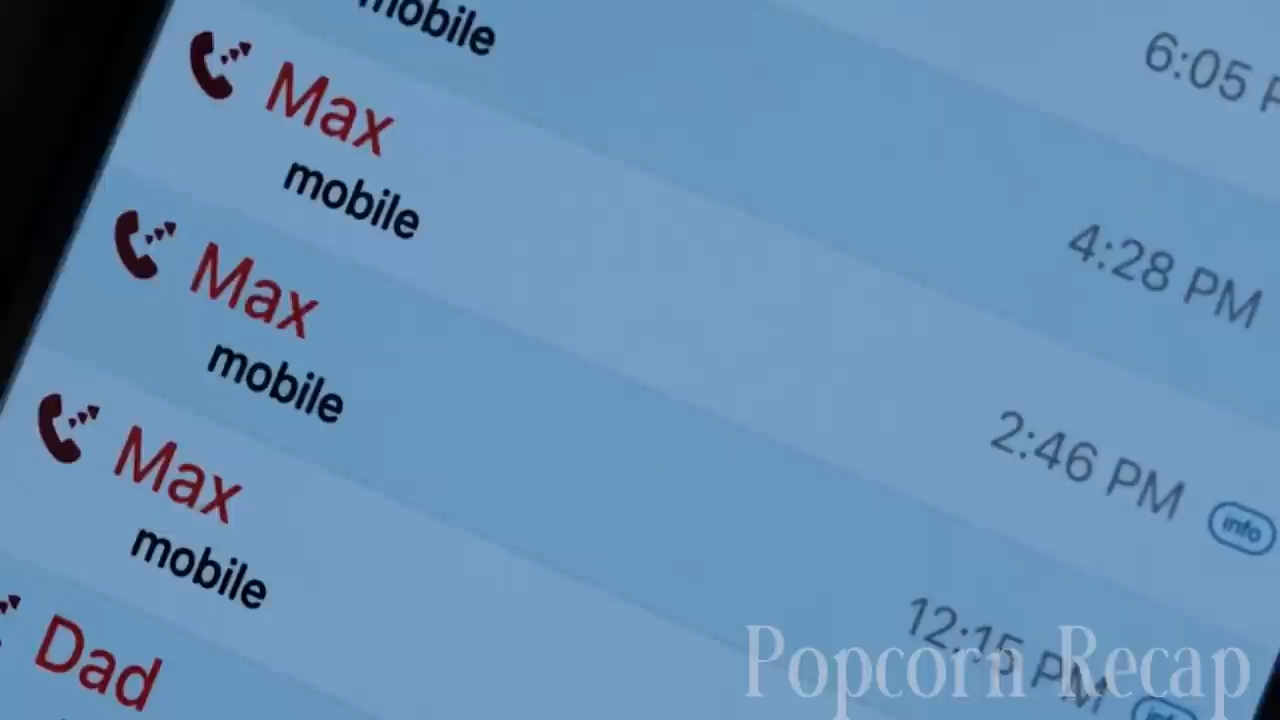 mobile
6:05 P
Max
mobile
4:28 PM
Max
mobile
2:46 PM
info
Max
mobile
12:15 PM
Dad
Popcorn Recap